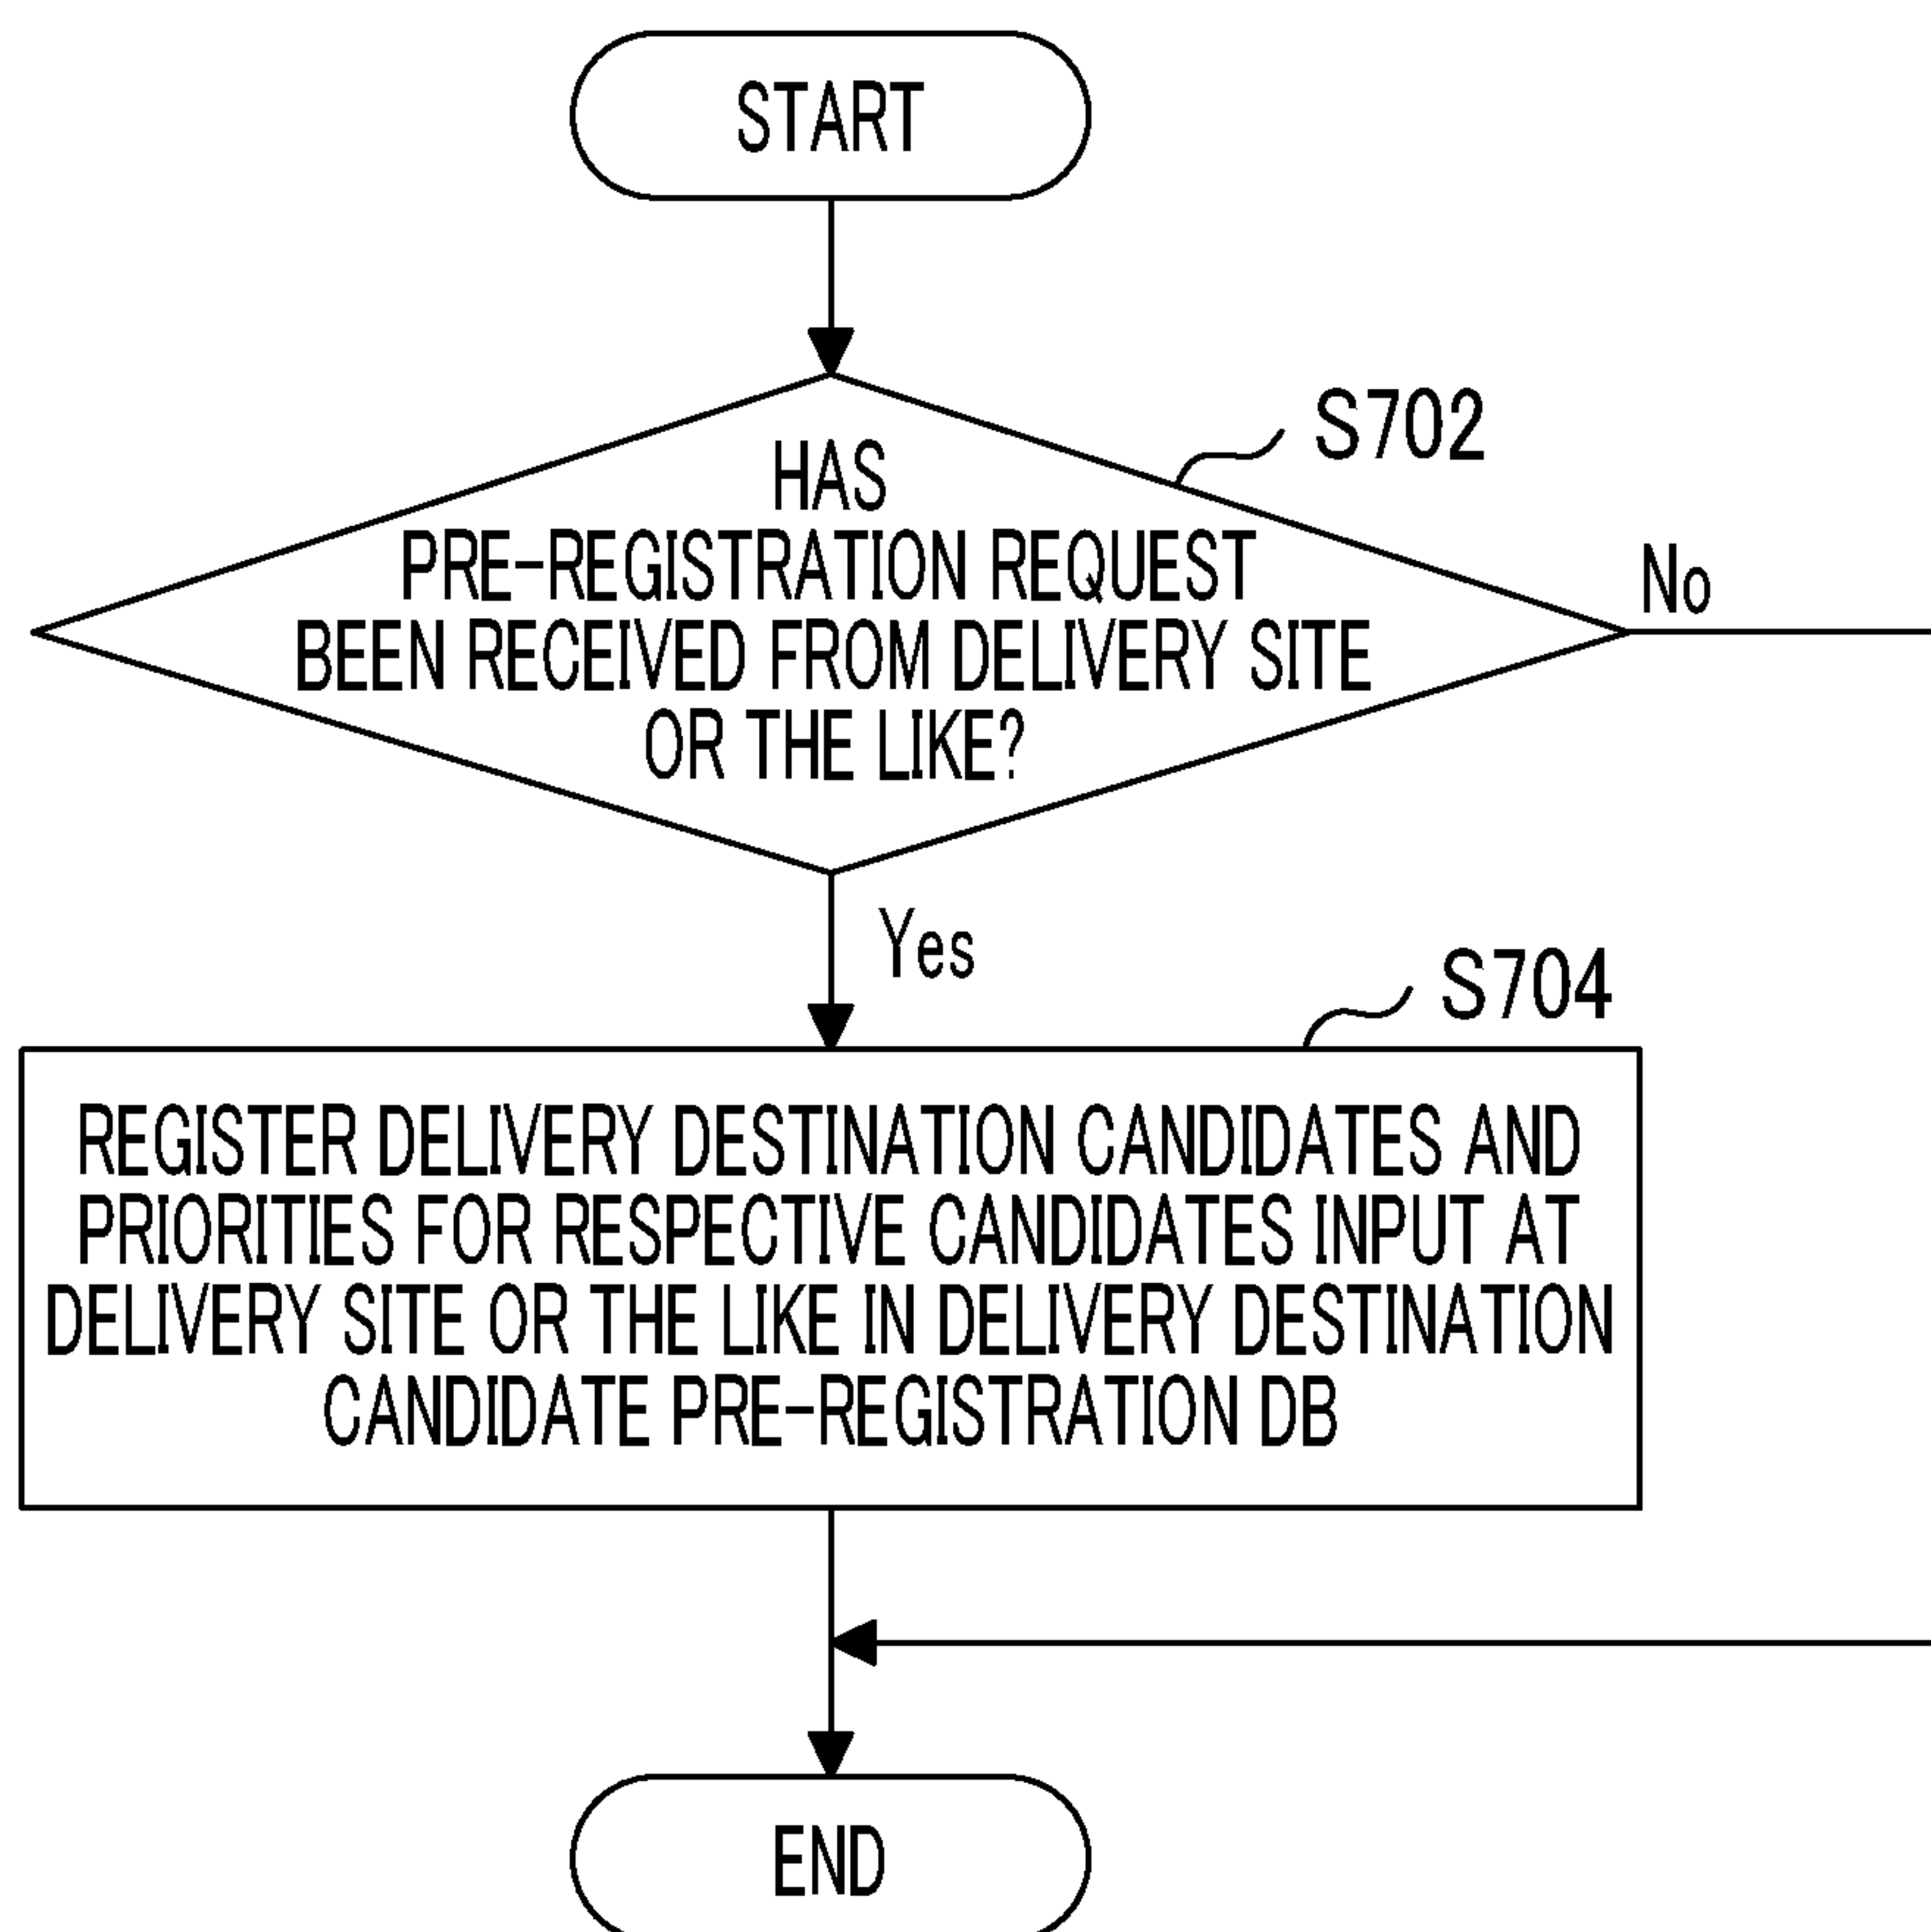 START
S702
HAS
PRE-REGISTRATION REQUEST
BEEN RECEIVED FROM DELIVERY SITE
OR THE LIKE?
No
Yes
S704
REGISTER DELIVERY DESTINATION CANDIDATES AND
PRIORITIES FOR RESPECTIVE CANDIDATES INPUT AT
DELIVERY SITE OR THE LIKE IN DELIVERY DESTINATION
CANDIDATE PRE-REGISTRATION DB
END